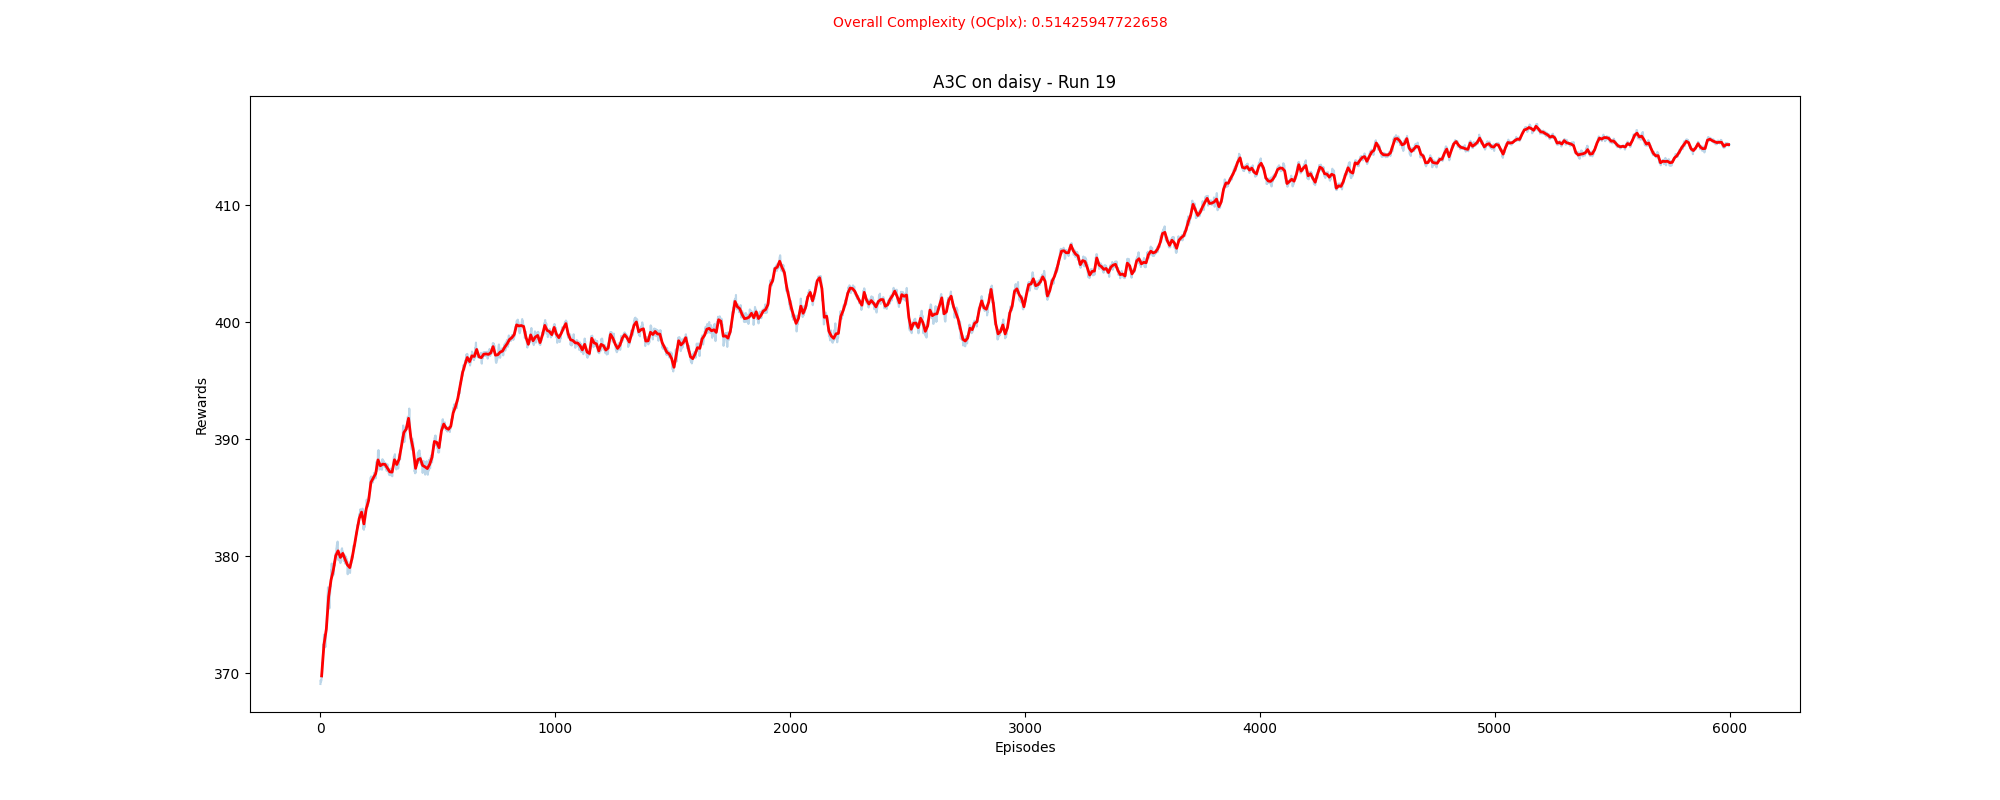 Overall Complexity (OCplx): 0.51425947722658
A3C on daisy - Run 19
Rewards
410
400
390
380
370
0 1000 2000 3000 4000 5000 6000
Episodes